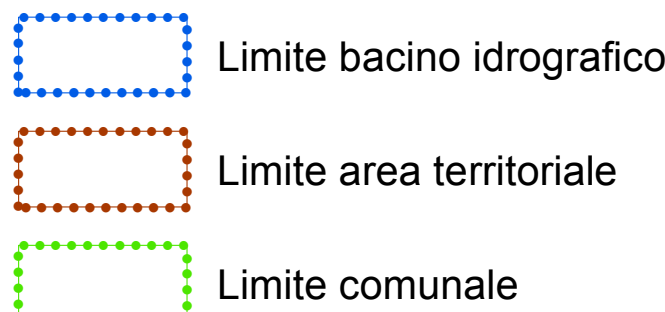 Limite bacino idrografico
Limite area territoriale
Limite comunale